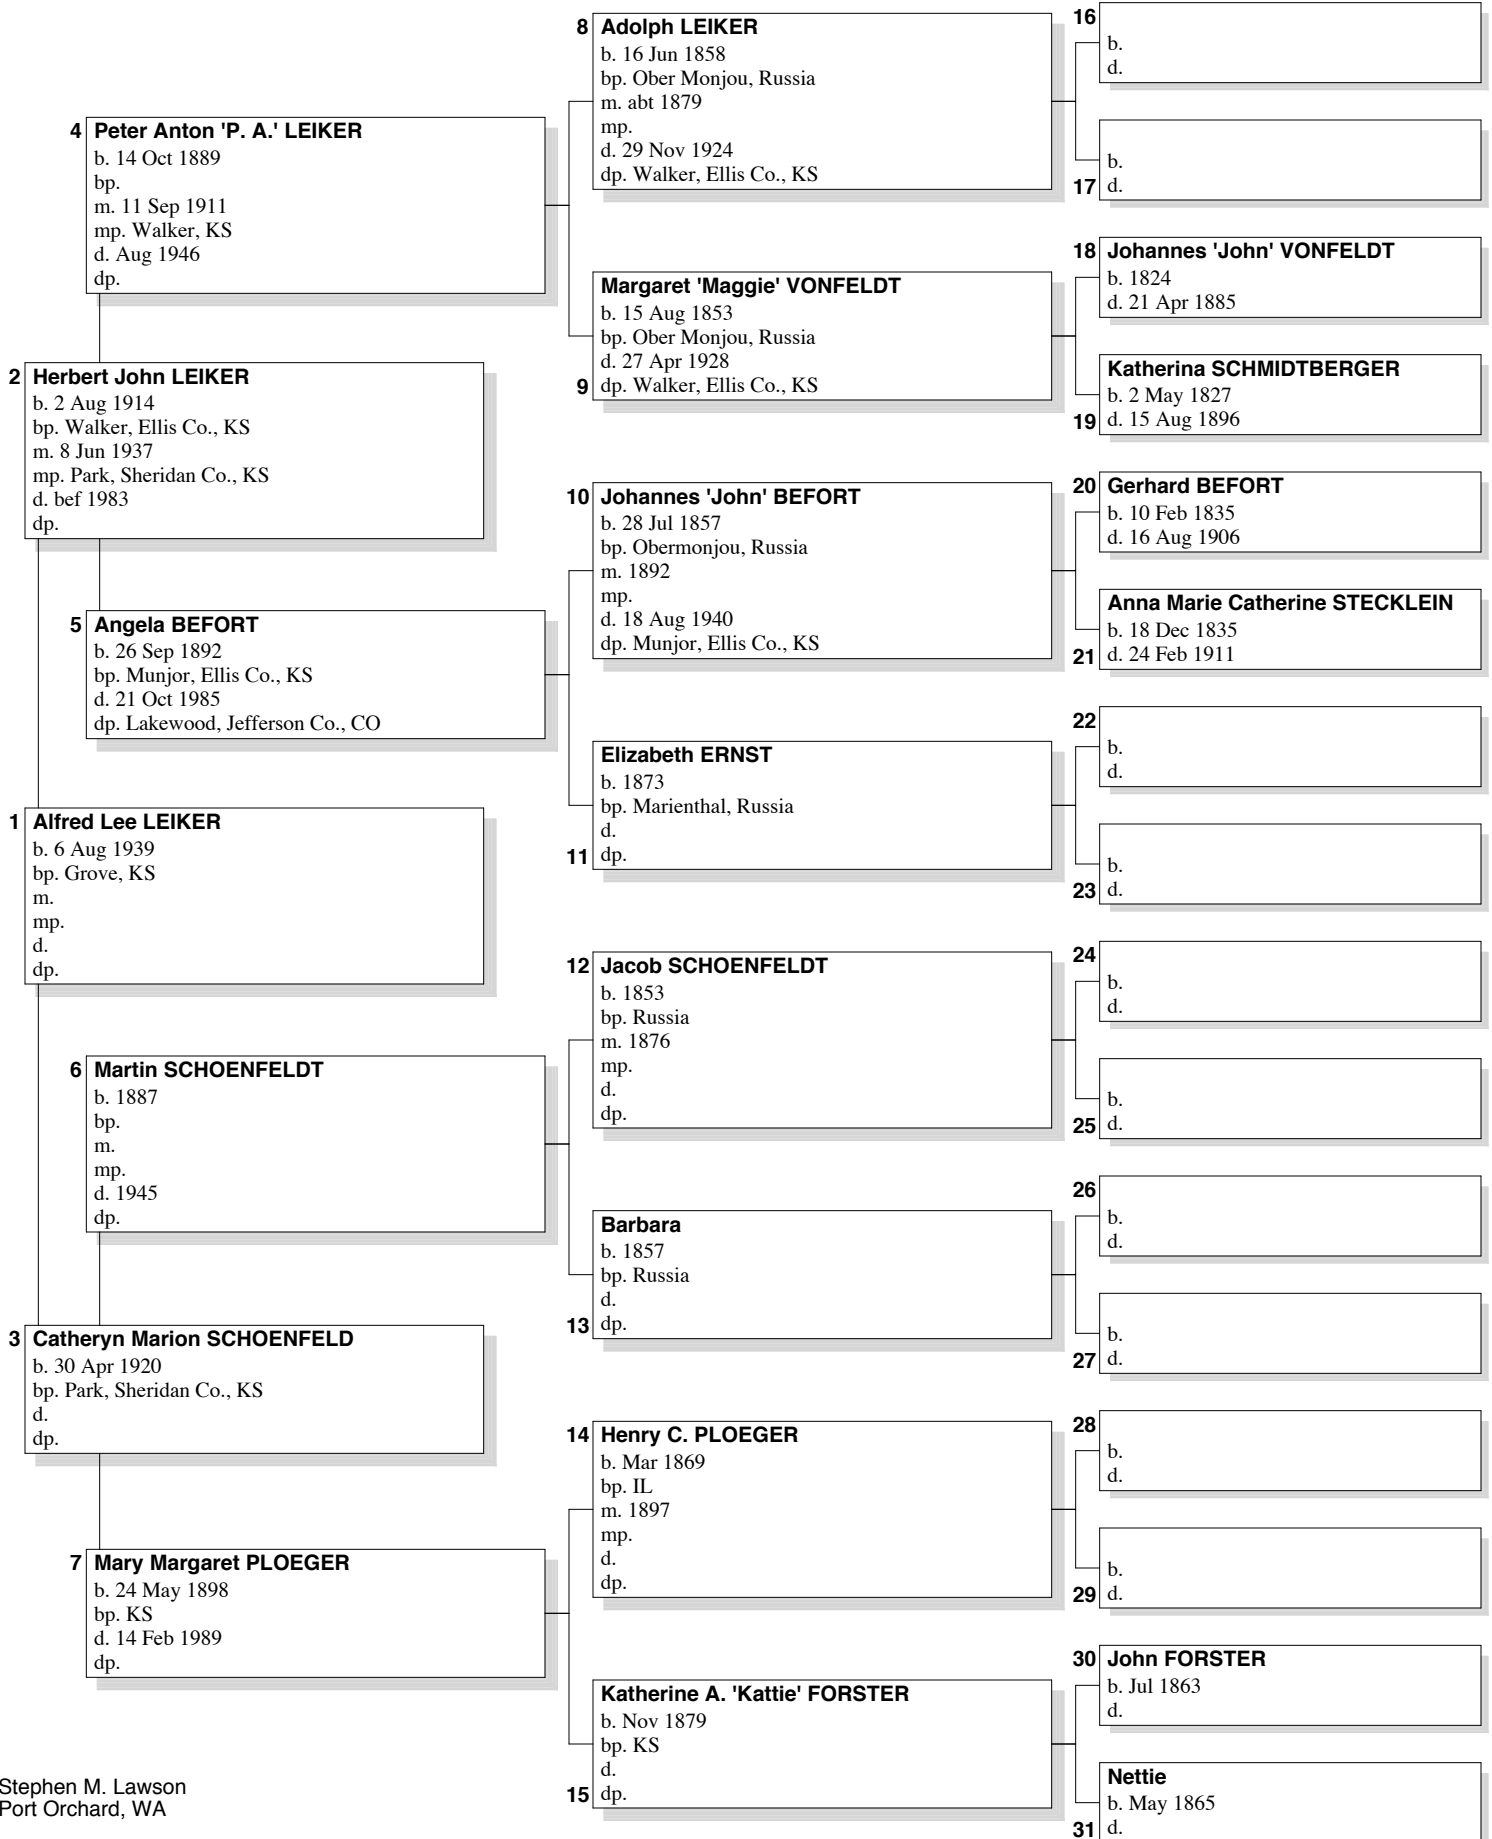 8 Adolph LEIKER
b. 16 Jun 1858
bp. Ober Monjou, Russia
m. abt 1879
mp.
d. 29 Nov 1924
dp. Walker, Ellis Co., KS
16
b.
d.
4 Peter Anton 'P. A.' LEIKER
b. 14 Oct 1889
bp.
m. 11 Sep 1911
mp. Walker, KS
d. Aug 1946
dp.
b.
17 d.
Margaret 'Maggie' VONFELDT
b. 15 Aug 1853
bp. Ober Monjou, Russia
d. 27 Apr 1928
9 dp. Walker, Ellis Co., KS
18 Johannes 'John' VONFELDT
b. 1824
d. 21 Apr 1885
Katherina SCHMIDTBERGER
b. 2 May 1827
19 d. 15 Aug 1896
2 Herbert John LEIKER
b. 2 Aug 1914
bp. Walker, Ellis Co., KS
m. 8 Jun 1937
mp. Park, Sheridan Co., KS
d. bef 1983
dp.
10 Johannes 'John' BEFORT
b. 28 Jul 1857
bp. Obermonjou, Russia
m. 1892
mp.
d. 18 Aug 1940
dp. Munjor, Ellis Co., KS
20 Gerhard BEFORT
b. 10 Feb 1835
d. 16 Aug 1906
Anna Marie Catherine STECKLEIN
b. 18 Dec 1835
21 d. 24 Feb 1911
5 Angela BEFORT
b. 26 Sep 1892
bp. Munjor, Ellis Co., KS
d. 21 Oct 1985
dp. Lakewood, Jefferson Co., CO
Elizabeth ERNST
b. 1873
bp. Marienthal, Russia
d.
11 dp.
22
b.
d.
b.
23 d.
1 Alfred Lee LEIKER
b. 6 Aug 1939
bp. Grove, KS
m.
mp.
d.
dp.
12 Jacob SCHOENFELDT
b. 1853
bp. Russia
m. 1876
mp.
d.
dp.
24
b.
d.
b.
25 d.
6 Martin SCHOENFELDT
b. 1887
bp.
m.
mp.
d. 1945
dp.
Barbara
b. 1857
bp. Russia
d.
13 dp.
26
b.
d.
b.
27 d.
3 Catheryn Marion SCHOENFELD
b. 30 Apr 1920
bp. Park, Sheridan Co., KS
d.
dp.
14 Henry C. PLOEGER
b. Mar 1869
bp. IL
m. 1897
mp.
d.
dp.
28
b.
d.
b.
29 d.
7 Mary Margaret PLOEGER
b. 24 May 1898
bp. KS
d. 14 Feb 1989
dp.
Katherine A. 'Kattie' FORSTER
b. Nov 1879
bp. KS
d.
15 dp.
30 John FORSTER
b. Jul 1863
d.
Nettie
b. May 1865
31 d.
Stephen M. Lawson
Port Orchard, WA